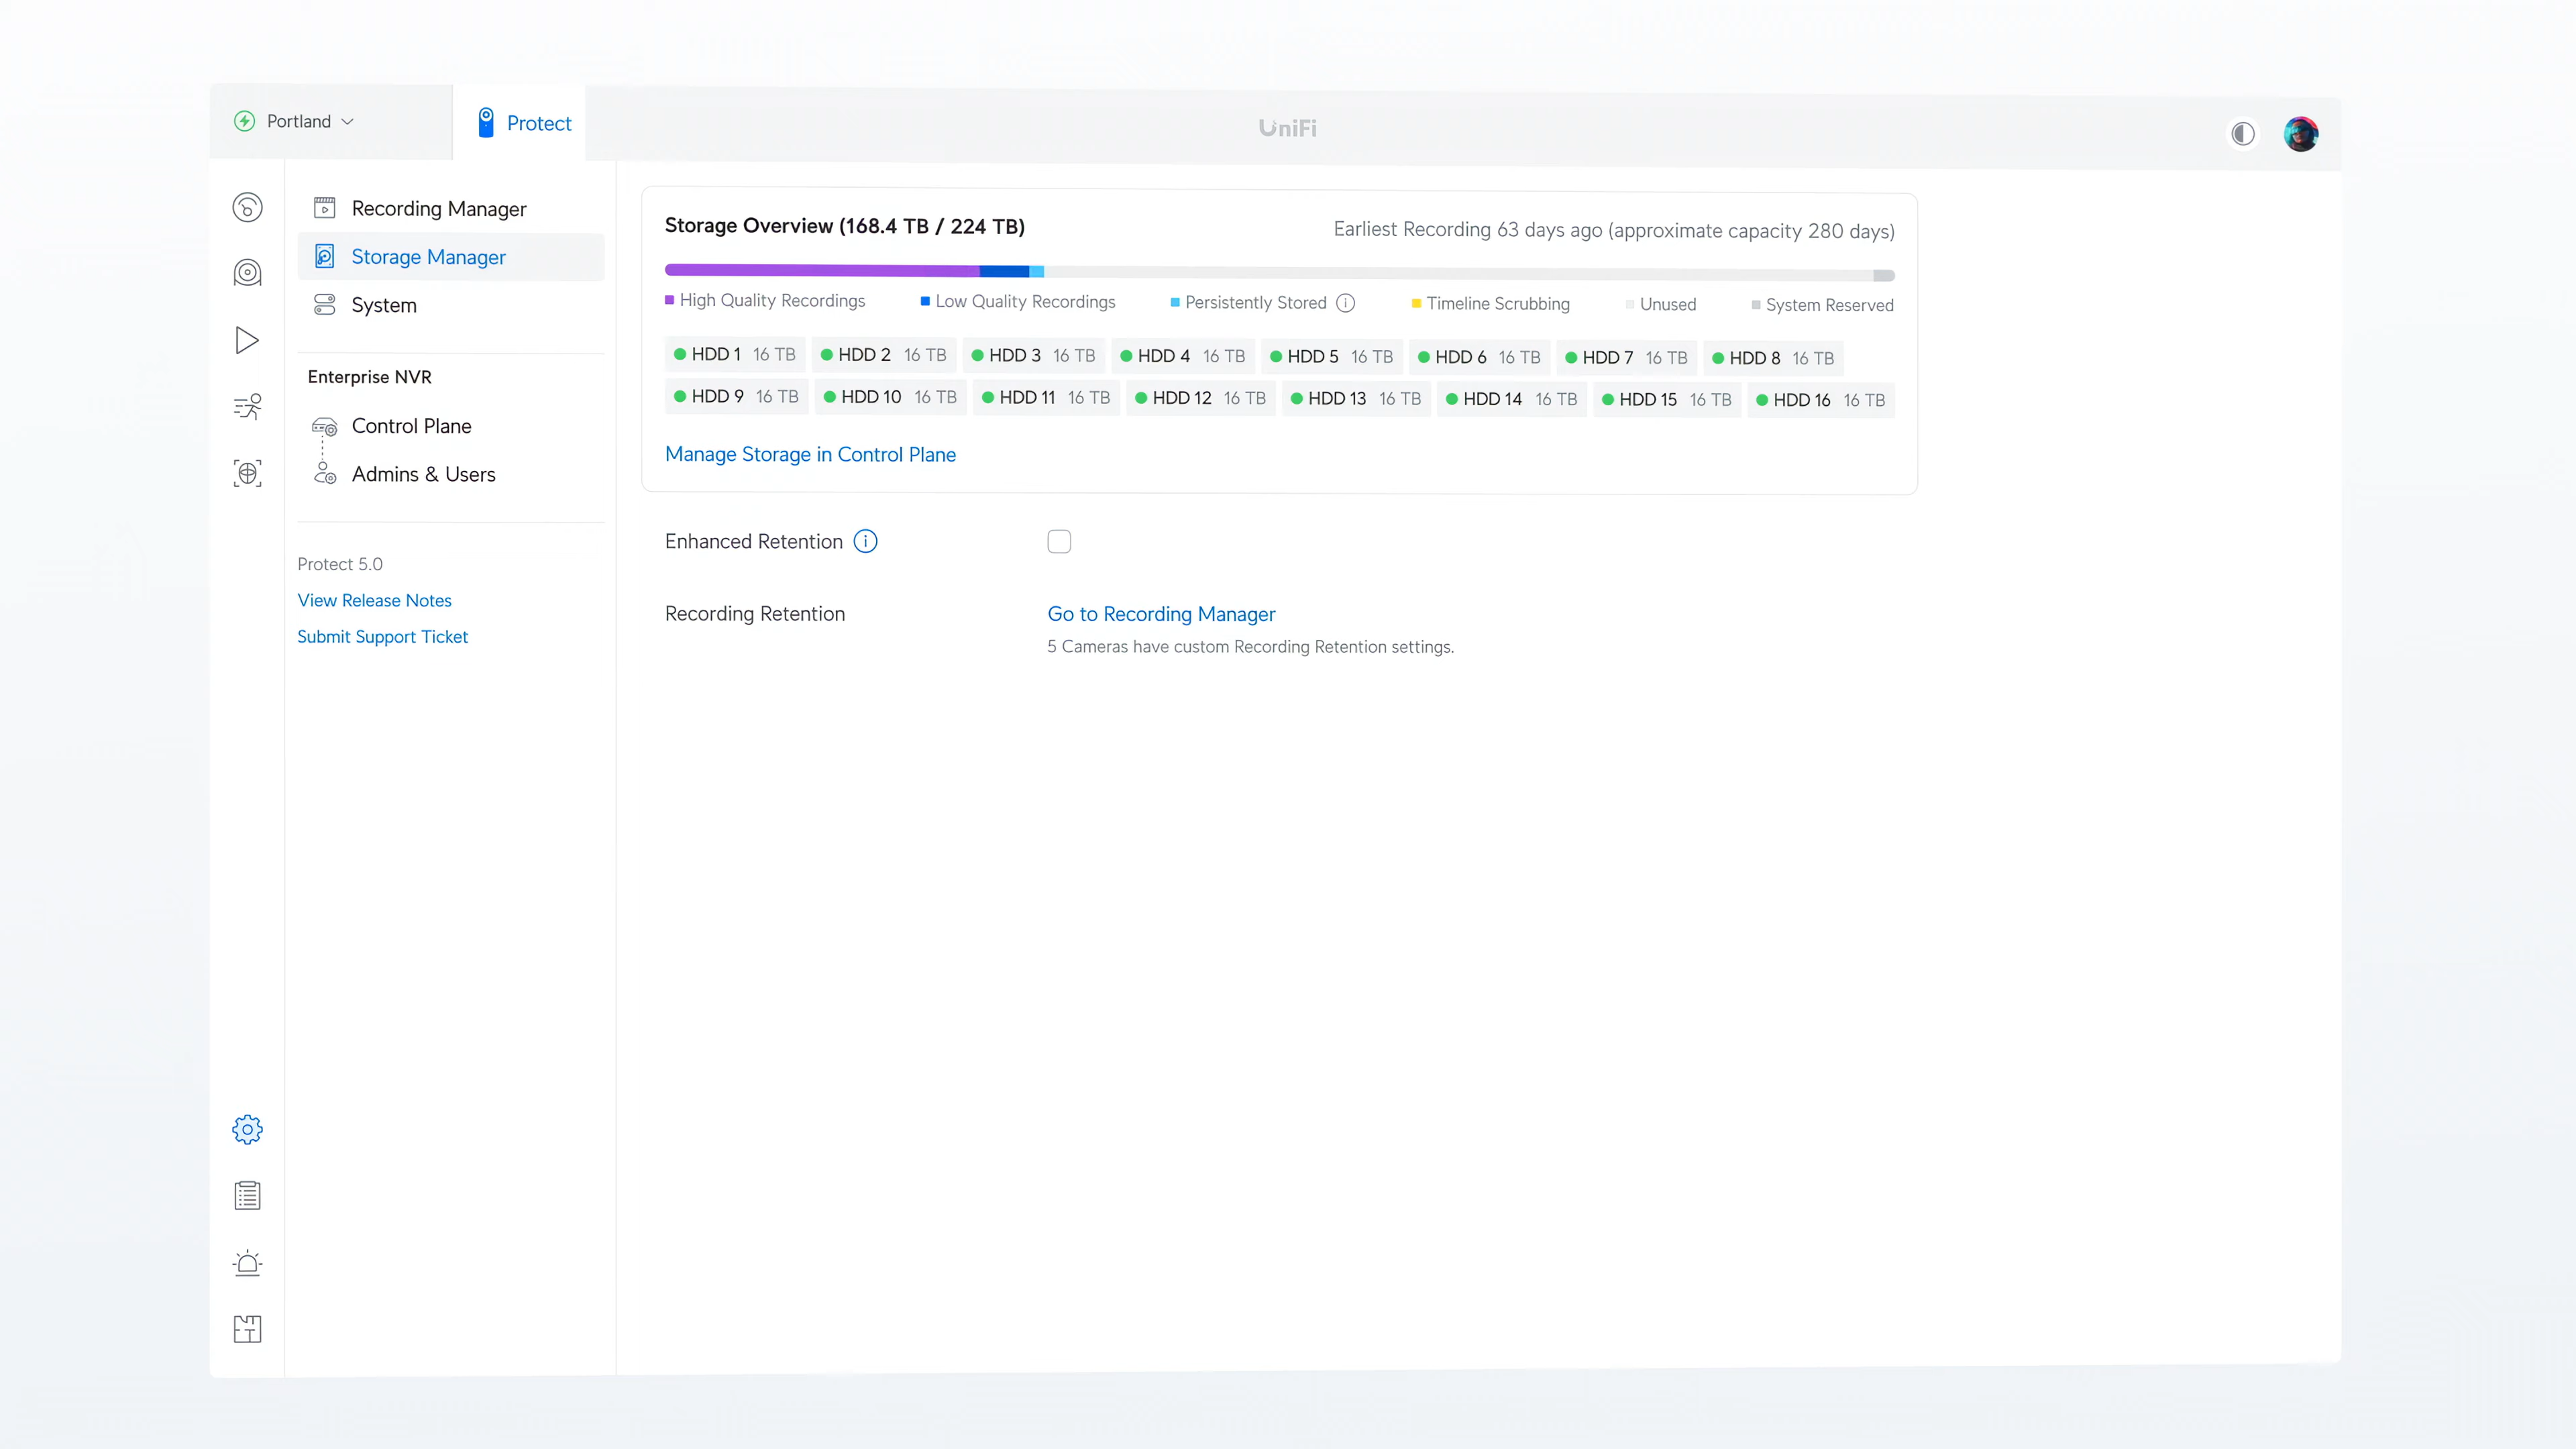 Portland
Protect
UniFi
Recording Manager
Storage Manager
System
Enterprise NVR
Control Plane
Admins & Users
Protect 5.0
View Release Notes
Submit Support Ticket
Storage Overview (168.4 TB / 224 TB)
Earliest Recording 63 days ago (approximate capacity 280 days)
High Quality Recordings Low Quality Recordings Persistently Stored Timeline Scrubbing Unused System Reserved
HDD 1 16 TB HDD 2 16 TB HDD 3 16 TB HDD 4 16 TB HDD 5 16 TB HDD 6 16 TB HDD 7 16 TB HDD 8 16 TB
HDD 9 16 TB HDD 10 16 TB HDD 11 16 TB HDD 12 16 TB HDD 13 16 TB HDD 14 16 TB HDD 15 16 TB HDD 16 16 TB
Manage Storage in Control Plane
Enhanced Retention
Recording Retention
Go to Recording Manager
5 Cameras have custom Recording Retention settings.